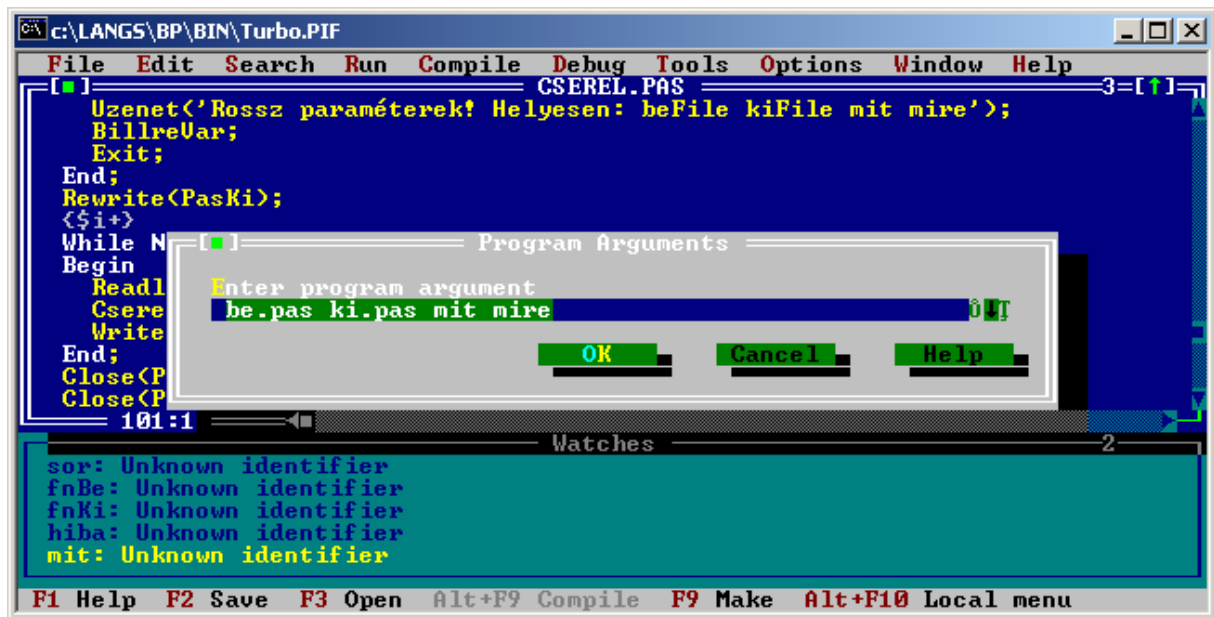 c:\LANGS\BP\BIN\Turbo.PIF
File Edit Search Run Compile Debug Tools Options Window Help
[■] CSEREL.PAS 3=[↑]
Uzenet('Rossz paraméterek! Helyesen: beFile kiFile mit mire');
BillreVar;
Exit;
End;
Rewrite(PasKi);
{$i+}
While N
Begin
Readl
Csere
Write
End;
Close(P
Close(P
101:1
[■] Program Arguments
Enter program argument
be.pas ki.pas mit mire
OK Cancel Help
Watches 2
sor: Unknown identifier
fnBe: Unknown identifier
fnKi: Unknown identifier
hiba: Unknown identifier
mit: Unknown identifier
F1 Help F2 Save F3 Open Alt+F9 Compile F9 Make Alt+F10 Local menu